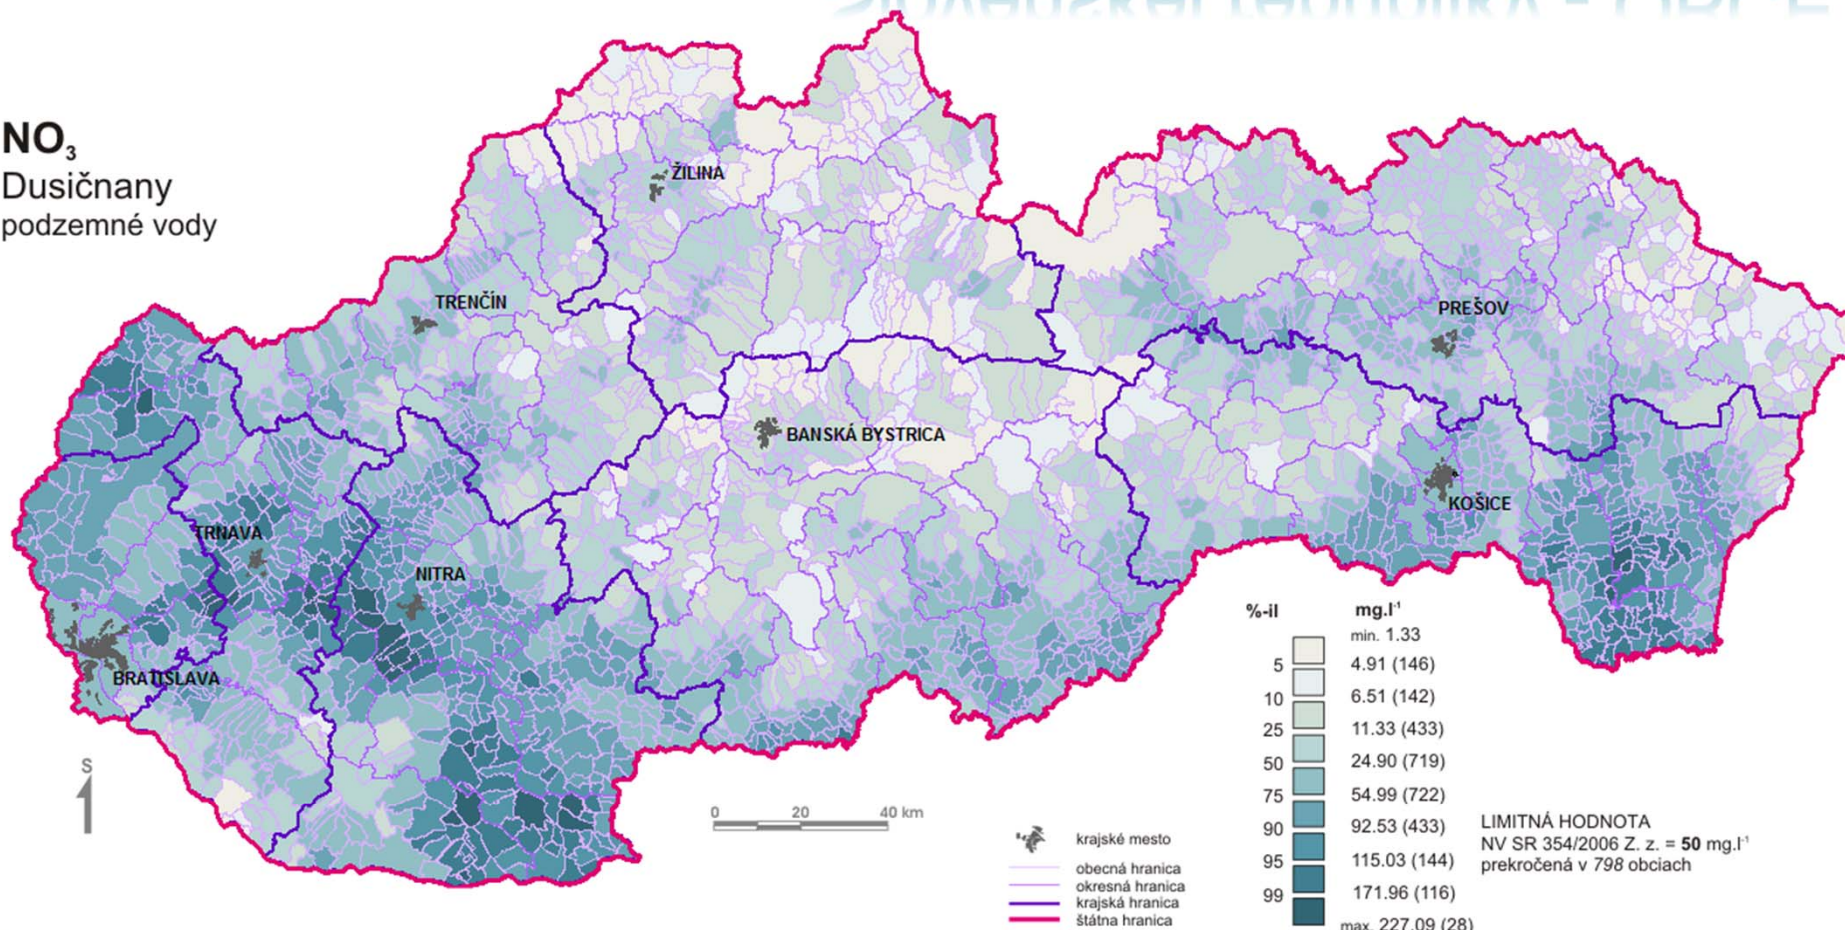 NO₃
Dusičnany
podzemné vody
ŽILINA
TRENČÍN
PREŠOV
BANSKÁ BYSTRICA
KOŠICE
TRNAVA
NITRA
BRATISLAVA
S
0 20 40 km
krajské mesto
obecná hranica
okresná hranica
krajská hranica
štátna hranica
%-il mg.l⁻¹
min. 1.33
5 4.91 (146)
10 6.51 (142)
25 11.33 (433)
50 24.90 (719)
75 54.99 (722)
90 92.53 (433)
95 115.03 (144)
99 171.96 (116)
max. 227.09 (28)
LIMITNÁ HODNOTA
NV SR 354/2006 Z. z. = 50 mg.l⁻¹
prekročená v 798 obciach